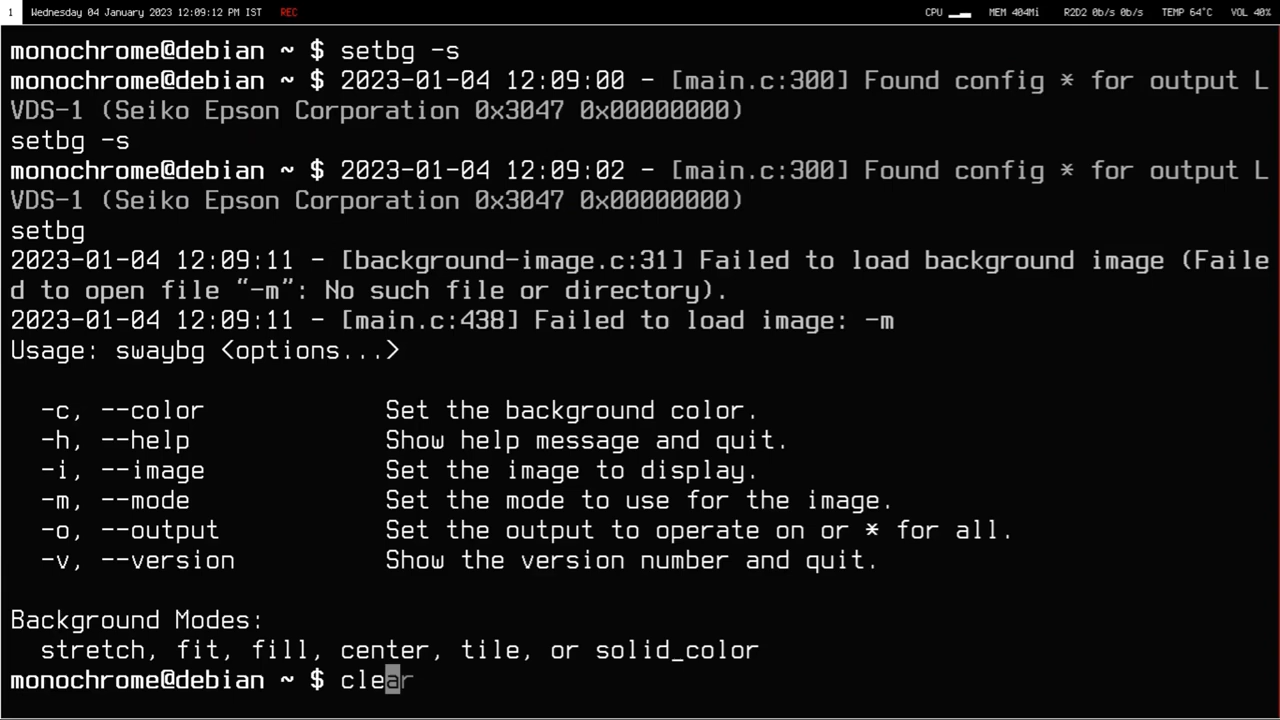 1 Wednesday 04 January 2023 12:09:12 PM IST REC CPU MEM 404Mi R2D2 0b/s 0b/s TEMP 64°C VOL 40%
monochrome@debian ~ $ setbg -s
monochrome@debian ~ $ 2023-01-04 12:09:00 - [main.c:300] Found config * for output L
VDS-1 (Seiko Epson Corporation 0x3047 0x00000000)
setbg -s
monochrome@debian ~ $ 2023-01-04 12:09:02 - [main.c:300] Found config * for output L
VDS-1 (Seiko Epson Corporation 0x3047 0x00000000)
setbg
2023-01-04 12:09:11 - [background-image.c:31] Failed to load background image (Faile
d to open file “-m”: No such file or directory).
2023-01-04 12:09:11 - [main.c:438] Failed to load image: -m
Usage: swaybg <options...>
-c, --color Set the background color.
-h, --help Show help message and quit.
-i, --image Set the image to display.
-m, --mode Set the mode to use for the image.
-o, --output Set the output to operate on or * for all.
-v, --version Show the version number and quit.
Background Modes:
stretch, fit, fill, center, tile, or solid_color
monochrome@debian ~ $ clear